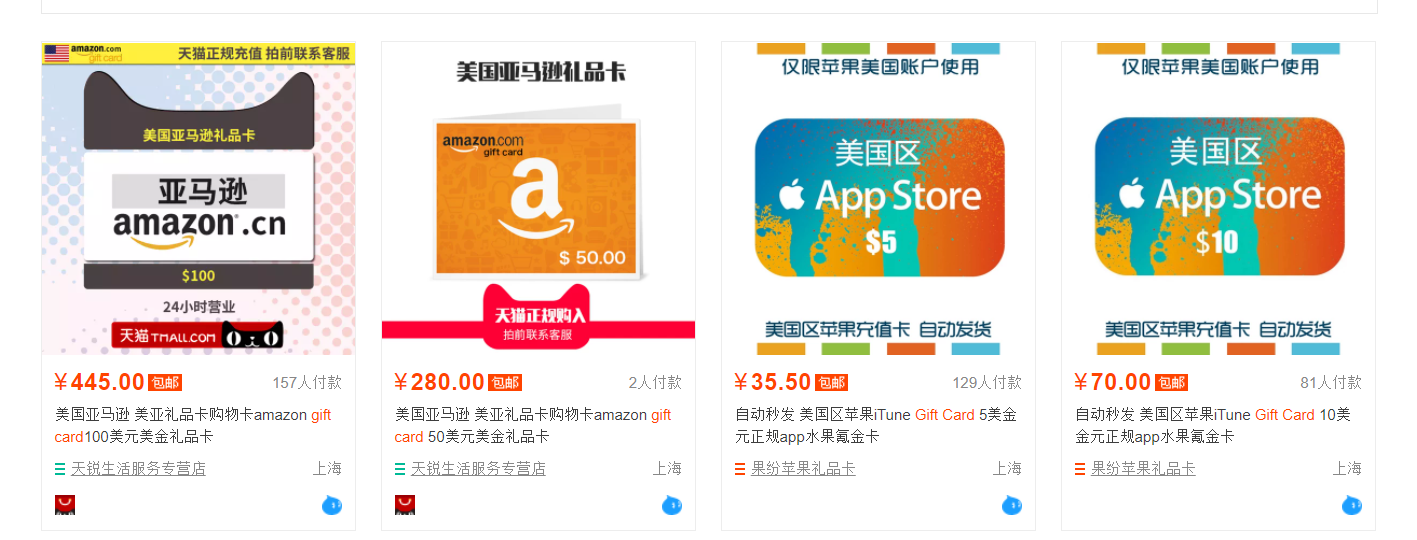 amazon.com
gift card
天猫正规充值 拍前联系客服
美国亚马逊礼品卡
亚马逊
amazon.cn
$100
24小时营业
天猫 TMALL.COM
¥445.00 包邮 157人付款
美国亚马逊 美亚礼品卡购物卡amazon gift
card100美元美金礼品卡
天锐生活服务专营店 上海
美国亚马逊礼品卡
amazon.com
gift card
a
$ 50.00
天猫正规购入
拍前联系客服
¥280.00 包邮 2人付款
美国亚马逊 美亚礼品卡购物卡amazon gift
card 50美元美金礼品卡
天锐生活服务专营店 上海
仅限苹果美国账户使用
美国区
App Store
$5
美国区苹果充值卡 自动发货
¥35.50 包邮 129人付款
自动秒发 美国区苹果iTune Gift Card 5美金
元正规app水果氪金卡
果纷苹果礼品卡 上海
仅限苹果美国账户使用
美国区
App Store
$10
美国区苹果充值卡 自动发货
¥70.00 包邮 81人付款
自动秒发 美国区苹果iTune Gift Card 10美
金元正规app水果氪金卡
果纷苹果礼品卡 上海